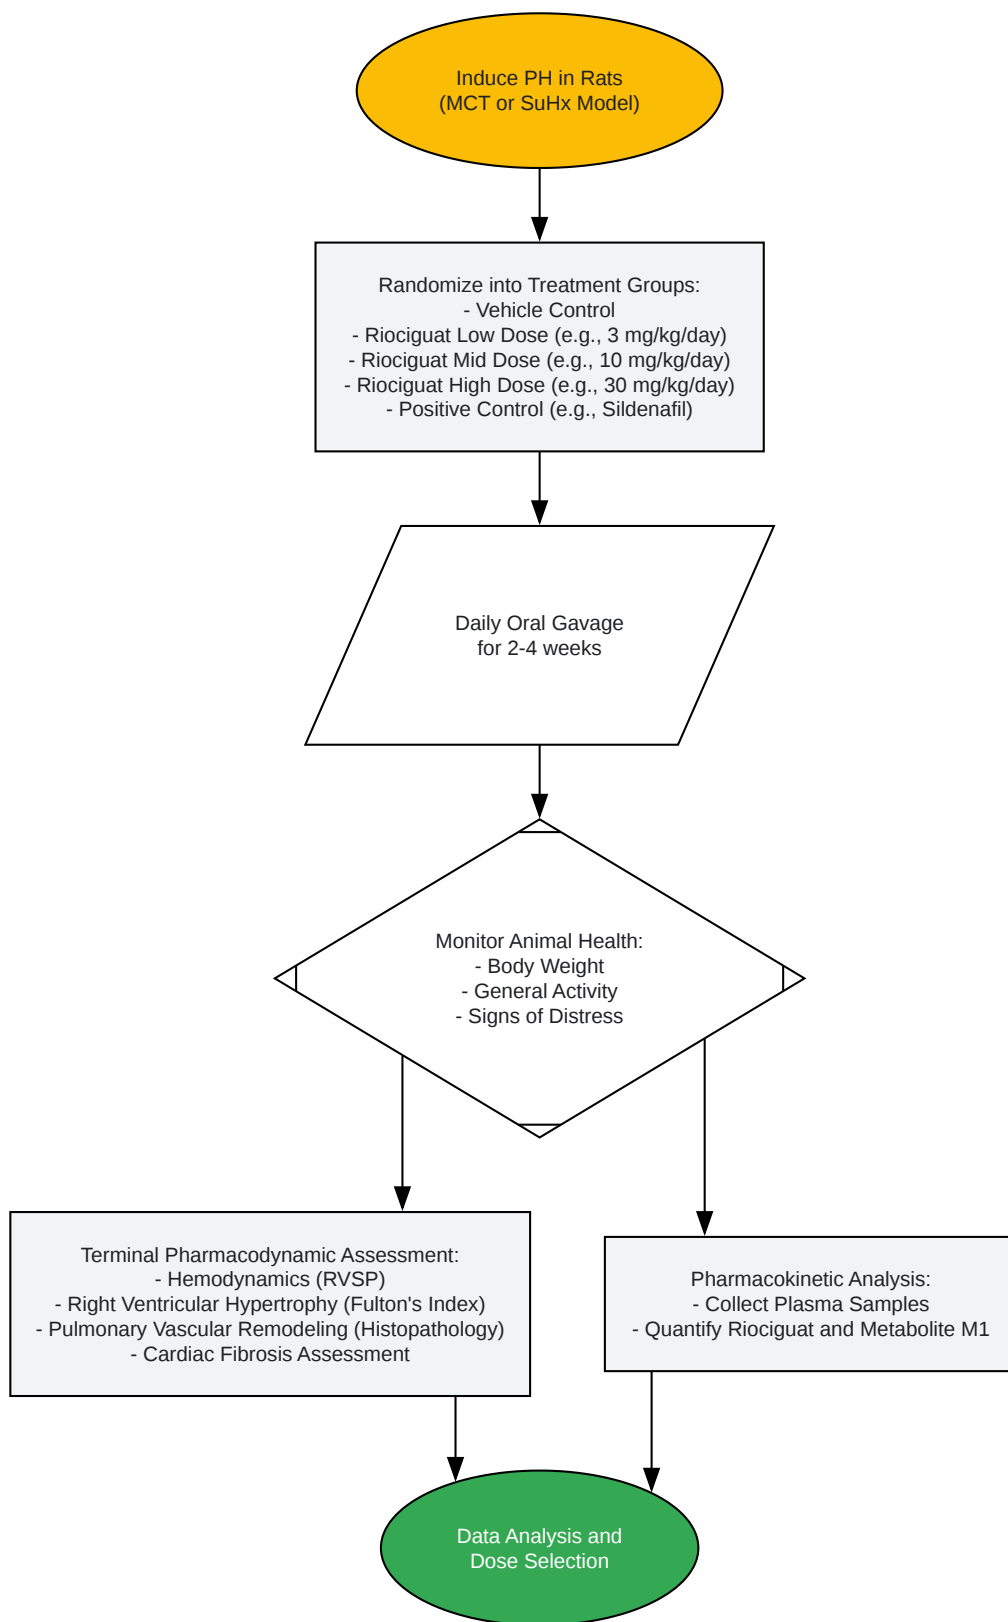 Induce PH in Rats
(MCT or SuHx Model)
Randomize into Treatment Groups:
- Vehicle Control
- Riociguat Low Dose (e.g., 3 mg/kg/day)
- Riociguat Mid Dose (e.g., 10 mg/kg/day)
- Riociguat High Dose (e.g., 30 mg/kg/day)
- Positive Control (e.g., Sildenafil)
Daily Oral Gavage
for 2-4 weeks
Monitor Animal Health:
- Body Weight
- General Activity
- Signs of Distress
Terminal Pharmacodynamic Assessment:
- Hemodynamics (RVSP)
- Right Ventricular Hypertrophy (Fulton's Index)
- Pulmonary Vascular Remodeling (Histopathology)
- Cardiac Fibrosis Assessment
Pharmacokinetic Analysis:
- Collect Plasma Samples
- Quantify Riociguat and Metabolite M1
Data Analysis and
Dose Selection